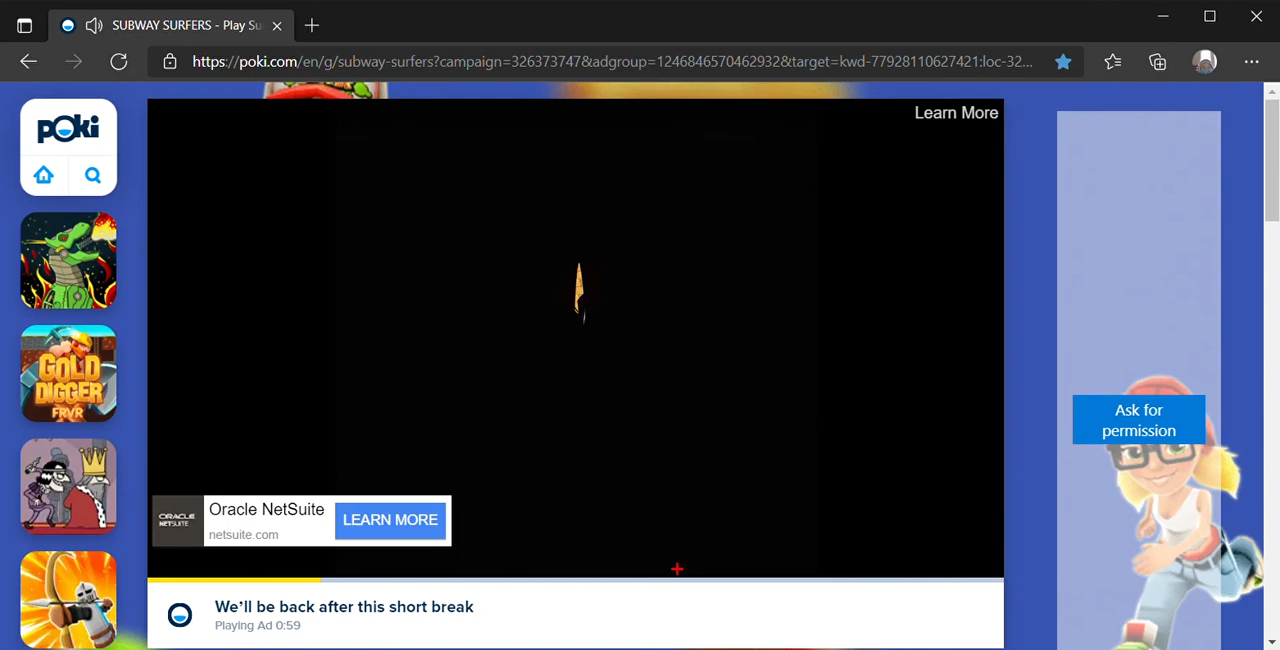 SUBWAY SURFERS - Play Su
https://poki.com/en/g/subway-surfers?campaign=326373747&adgroup=1246846570462932&target=kwd-77928110627421:loc-32...
poki
Learn More
GOLD
DIGGER
FRVR
Ask for
permission
ORACLE
NETSUITE
Oracle NetSuite
netsuite.com
LEARN MORE
We'll be back after this short break
Playing Ad 0:59